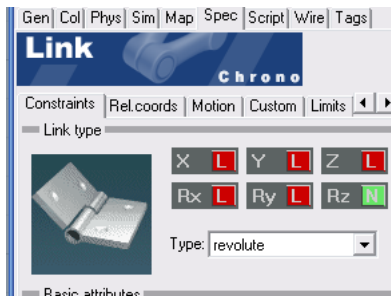 Gen Col Phys Sim Map Spec Script Wire Tags
Link
Chrono
Constraints Rel.coords Motion Custom Limits
Link type
X L Y L Z L
Rx L Ry L Rz N
Type: revolute
Basic attributes